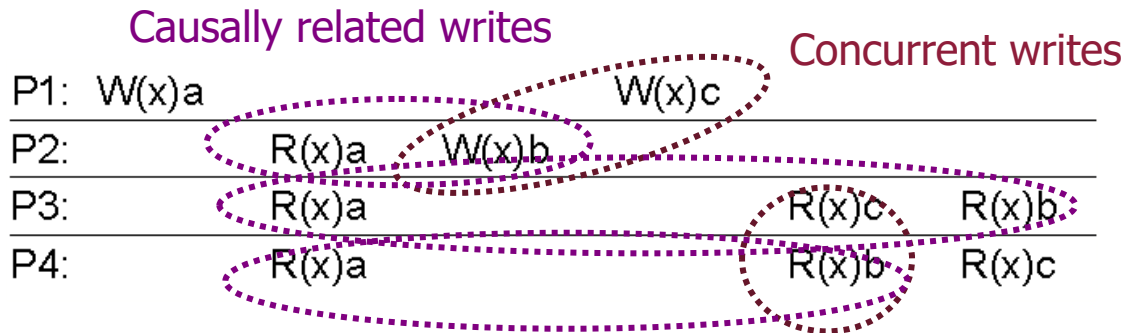 Causally related writes
Concurrent writes
P1: W(x)a W(x)c
P2: R(x)a W(x)b
P3: R(x)a R(x)c R(x)b
P4: R(x)a R(x)b R(x)c